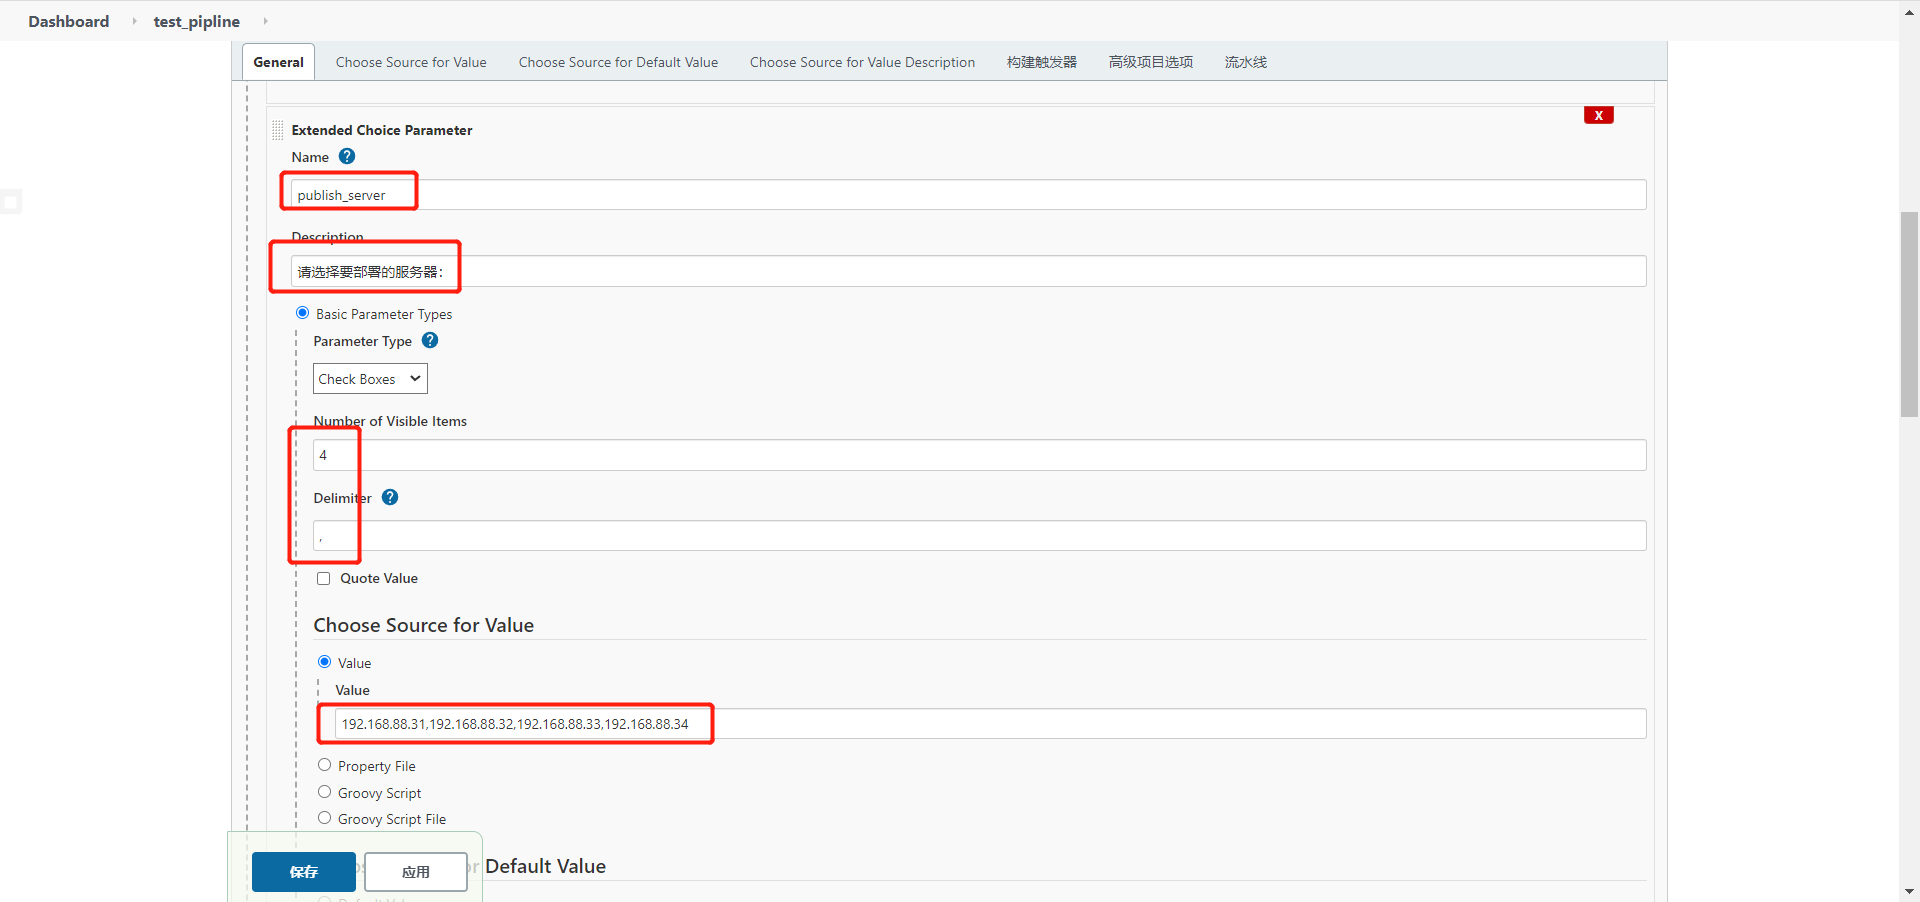 Dashboard test_pipline
General Choose Source for Value Choose Source for Default Value Choose Source for Value Description 构建触发器 高级项目选项 流水线
X
Extended Choice Parameter
Name ?
publish_server
Description
请选择要部署的服务器：
Basic Parameter Types
Parameter Type ?
Check Boxes
Number of Visible Items
4
Delimiter ?
,
Quote Value
Choose Source for Value
Value
Value
192.168.88.31,192.168.88.32,192.168.88.33,192.168.88.34
Property File
Groovy Script
Groovy Script File
Default Value
保存 应用